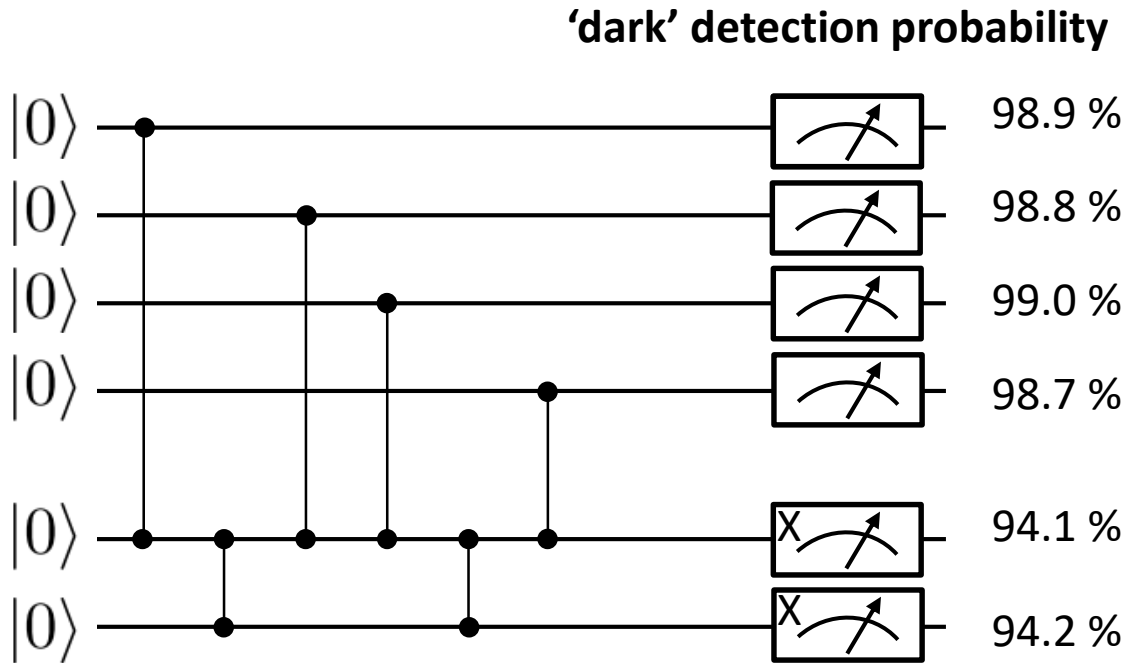 ‘dark’ detection probability
|0⟩ 98.9 %
|0⟩ 98.8 %
|0⟩ 99.0 %
|0⟩ 98.7 %
|0⟩ X 94.1 %
|0⟩ X 94.2 %